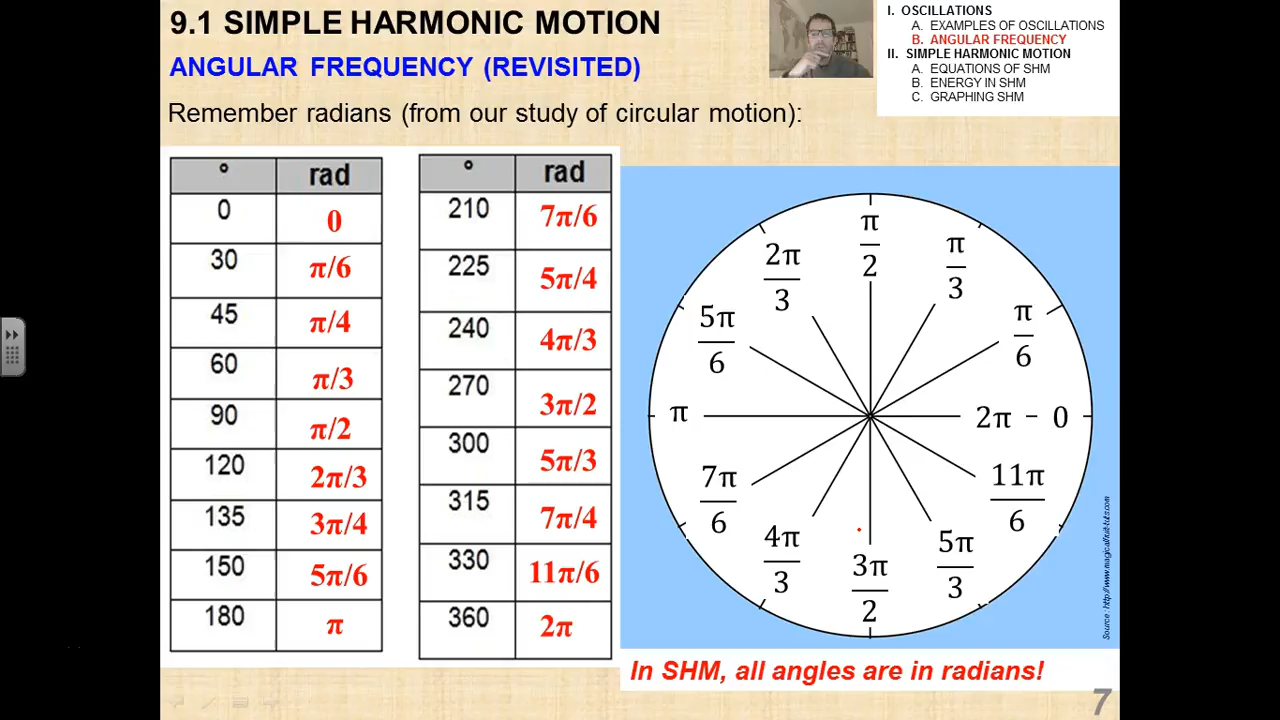 9.1 SIMPLE HARMONIC MOTION
ANGULAR FREQUENCY (REVISITED)
I. OSCILLATIONS
A. EXAMPLES OF OSCILLATIONS
B. ANGULAR FREQUENCY
II. SIMPLE HARMONIC MOTION
A. EQUATIONS OF SHM
B. ENERGY IN SHM
C. GRAPHING SHM
Remember radians (from our study of circular motion):
° rad
0 0
30 π/6
45 π/4
60 π/3
90 π/2
120 2π/3
135 3π/4
150 5π/6
180 π
° rad
210 7π/6
225 5π/4
240 4π/3
270 3π/2
300 5π/3
315 7π/4
330 11π/6
360 2π
π/2
π/3
π/6
2π - 0
11π/6
5π/3
3π/2
4π/3
7π/6
π
5π/6
2π/3
In SHM, all angles are in radians!
7